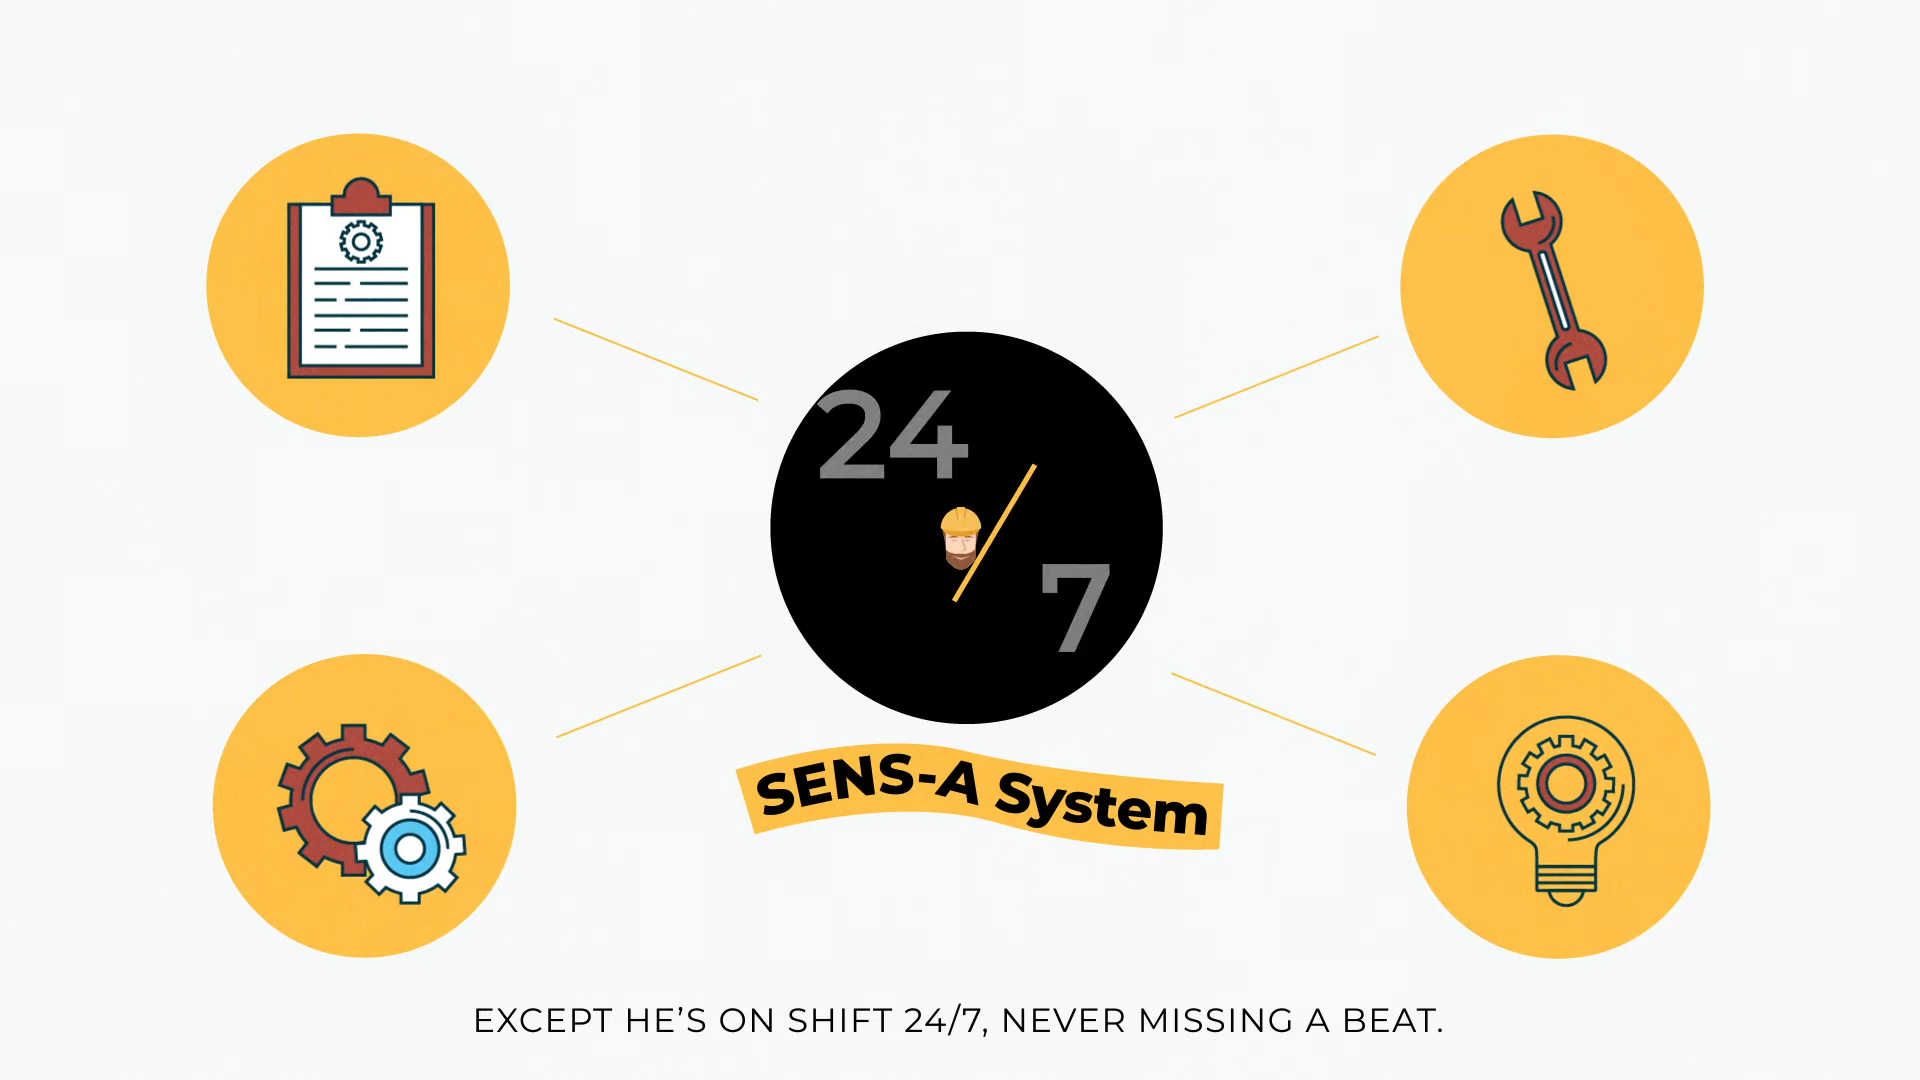 24
/
7
SENS-A System
EXCEPT HE’S ON SHIFT 24/7, NEVER MISSING A BEAT.